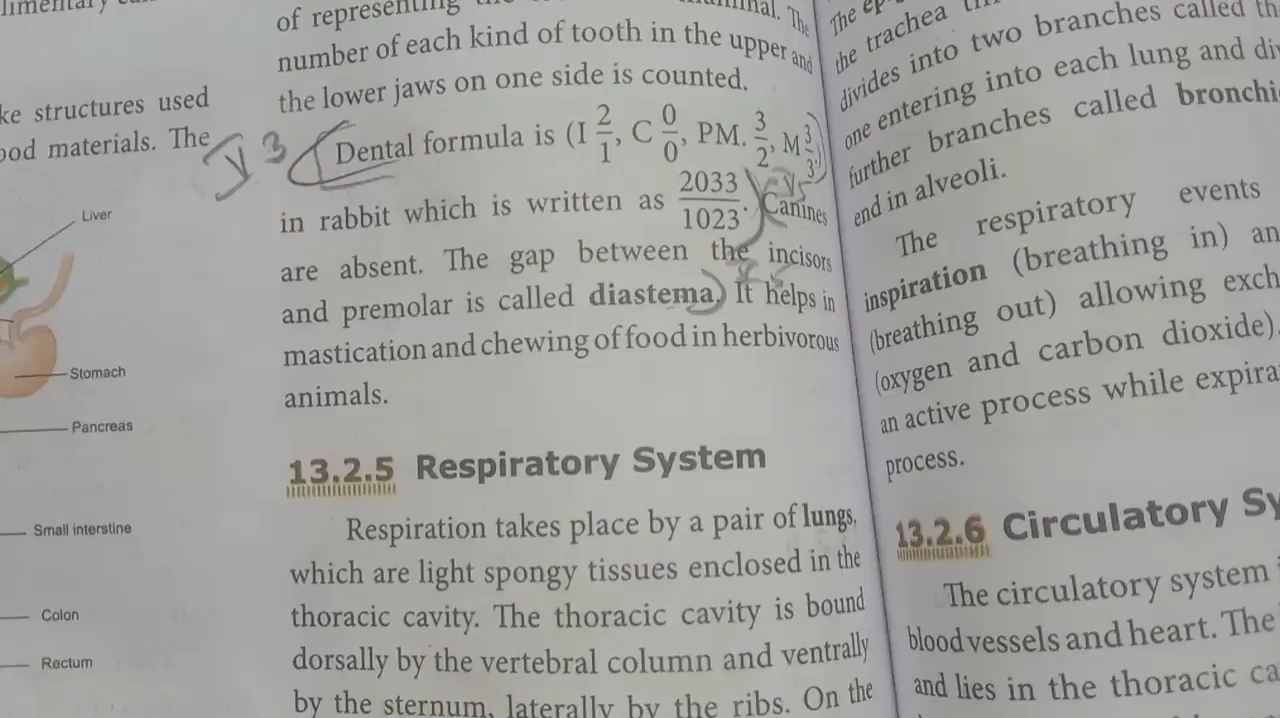 ke structures used
ood materials. The
Liver
Stomach
Pancreas
Small interstine
Colon
Rectum
of representing the
number of each kind of tooth in the upper and
the lower jaws on one side is counted.
Dental formula is (I 2/1, C 0/0, PM. 3/2, M 3/3)
in rabbit which is written as 2033/1023. Canines
are absent. The gap between the incisors
and premolar is called diastema. It helps in
mastication and chewing of food in herbivorous
animals.
13.2.5 Respiratory System
Respiration takes place by a pair of lungs,
which are light spongy tissues enclosed in the
thoracic cavity. The thoracic cavity is bound
dorsally by the vertebral column and ventrally
by the sternum, laterally by the ribs. On the
The ep
the trachea
divides into two branches called
one entering into each lung and
further branches called bronchi
end in alveoli.
The respiratory events
inspiration (breathing in) an
(breathing out) allowing exch
(oxygen and carbon dioxide).
an active process while expira
process.
13.2.6 Circulatory Sy
The circulatory system
blood vessels and heart. The
and lies in the thoracic ca